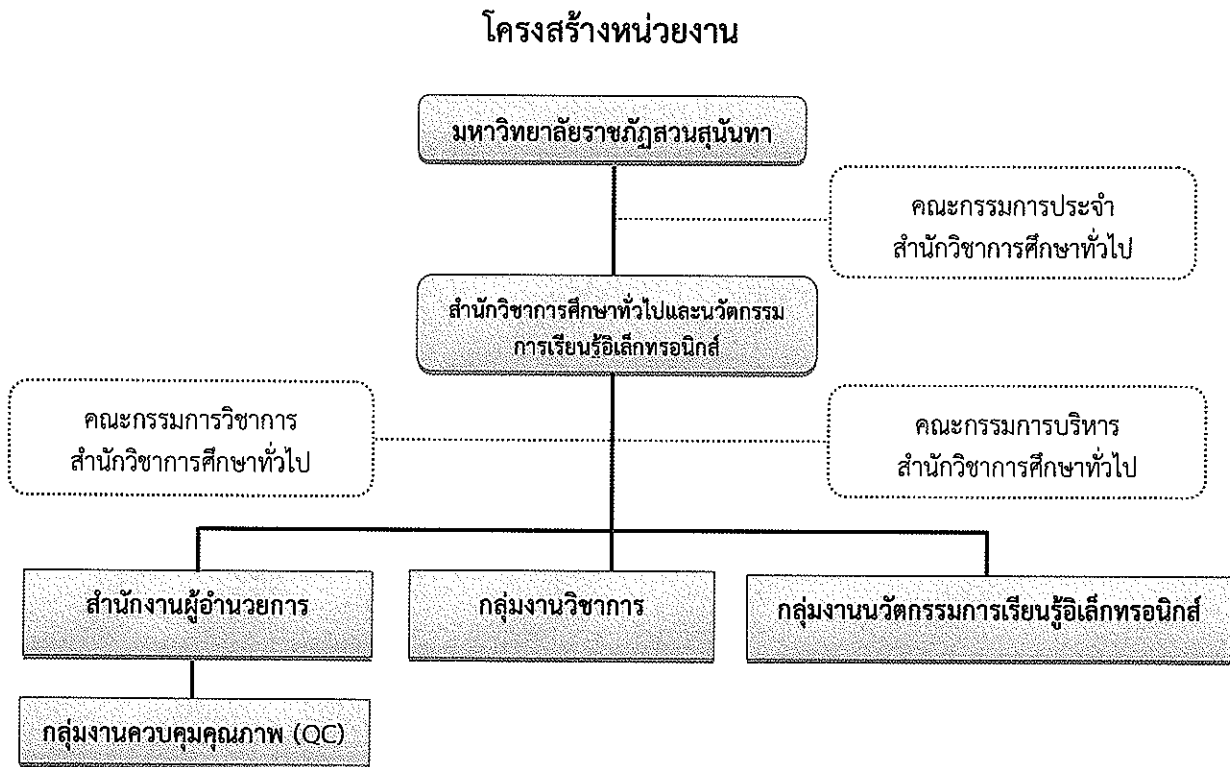 โครงสร้างหน่วยงาน
มหาวิทยาลัยราชภัฏสวนสุนันทา
คณะกรรมการประจำ
สำนักวิชาการศึกษาทั่วไป
สำนักวิชาการศึกษาทั่วไปและนวัตกรรม
การเรียนรู้อิเล็กทรอนิกส์
คณะกรรมการวิชาการ
สำนักวิชาการศึกษาทั่วไป
คณะกรรมการบริหาร
สำนักวิชาการศึกษาทั่วไป
สำนักงานผู้อำนวยการ
กลุ่มงานวิชาการ
กลุ่มงานนวัตกรรมการเรียนรู้อิเล็กทรอนิกส์
กลุ่มงานควบคุมคุณภาพ (QC)